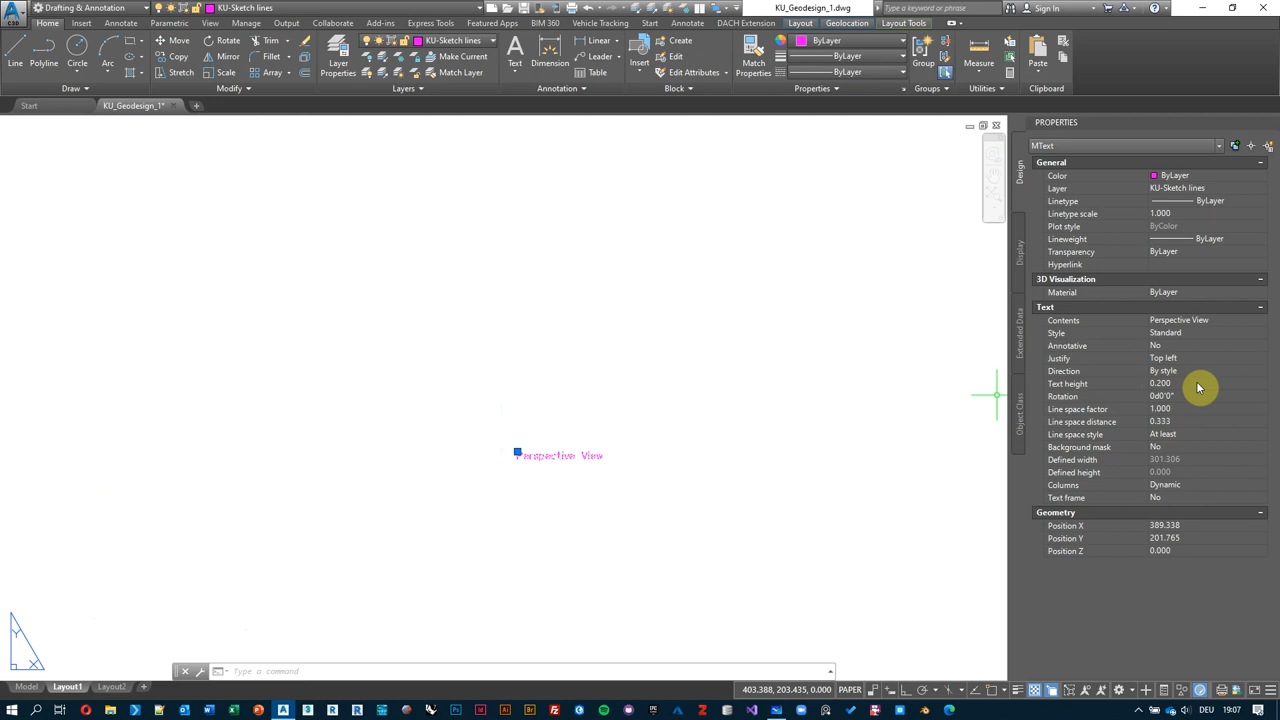 Drafting & Annotation
KU-Sketch lines
KU_Geodesign_1.dwg
Type a keyword or phrase
Sign In
Home Insert Annotate Parametric View Manage Output Collaborate Add-ins Express Tools Featured Apps BIM 360 Vehicle Tracking Start Annotate DACH Extension Layout Geolocation Layout Tools
Line Polyline Circle Arc
Move Rotate Trim
Copy Mirror Fillet
Stretch Scale Array
Layer Properties
KU-Sketch lines
Make Current
Match Layer
Text Dimension
Linear
Leader
Table
Insert
Create
Edit
Edit Attributes
Match Properties
ByLayer
ByLayer
ByLayer
Group
Measure
Paste
Draw Modify Layers Annotation Block Properties Groups Utilities Clipboard
Start KU_Geodesign_1*
PROPERTIES
MText
Design
Display
Extended Data
Object Class
General
Color ByLayer
Layer KU-Sketch lines
Linetype ByLayer
Linetype scale 1.000
Plot style ByColor
Lineweight ByLayer
Transparency ByLayer
Hyperlink
3D Visualization
Material ByLayer
Text
Contents Perspective View
Style Standard
Annotative No
Justify Top left
Direction By style
Text height 0.200
Rotation 0d0'0"
Line space factor 1.000
Line space distance 0.333
Line space style At least
Background mask No
Defined width 301.306
Defined height 0.000
Columns Dynamic
Text frame No
Geometry
Position X 389.338
Position Y 201.765
Position Z 0.000
Perspective View
Y
X
Type a command
Model Layout1 Layout2
403.388, 203.435, 0.000 PAPER
DEU 19:07